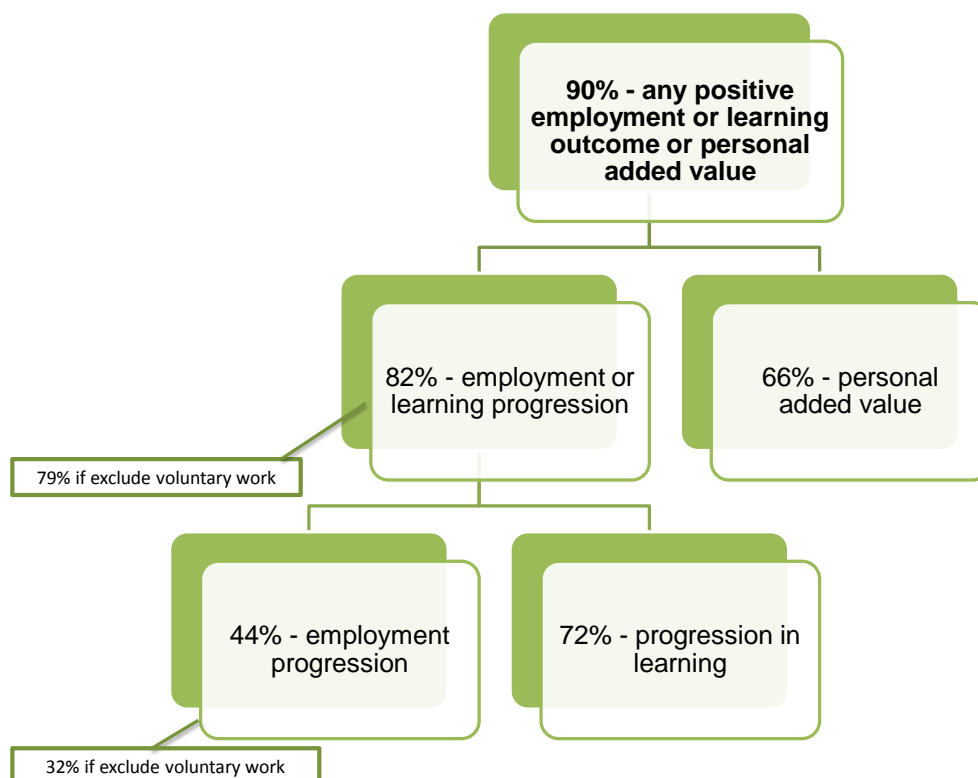 90% - any positive
employment or learning
outcome or personal
added value
82% - employment or
learning progression
66% - personal
added value
79% if exclude voluntary work
44% - employment
progression
72% - progression in
learning
32% if exclude voluntary work